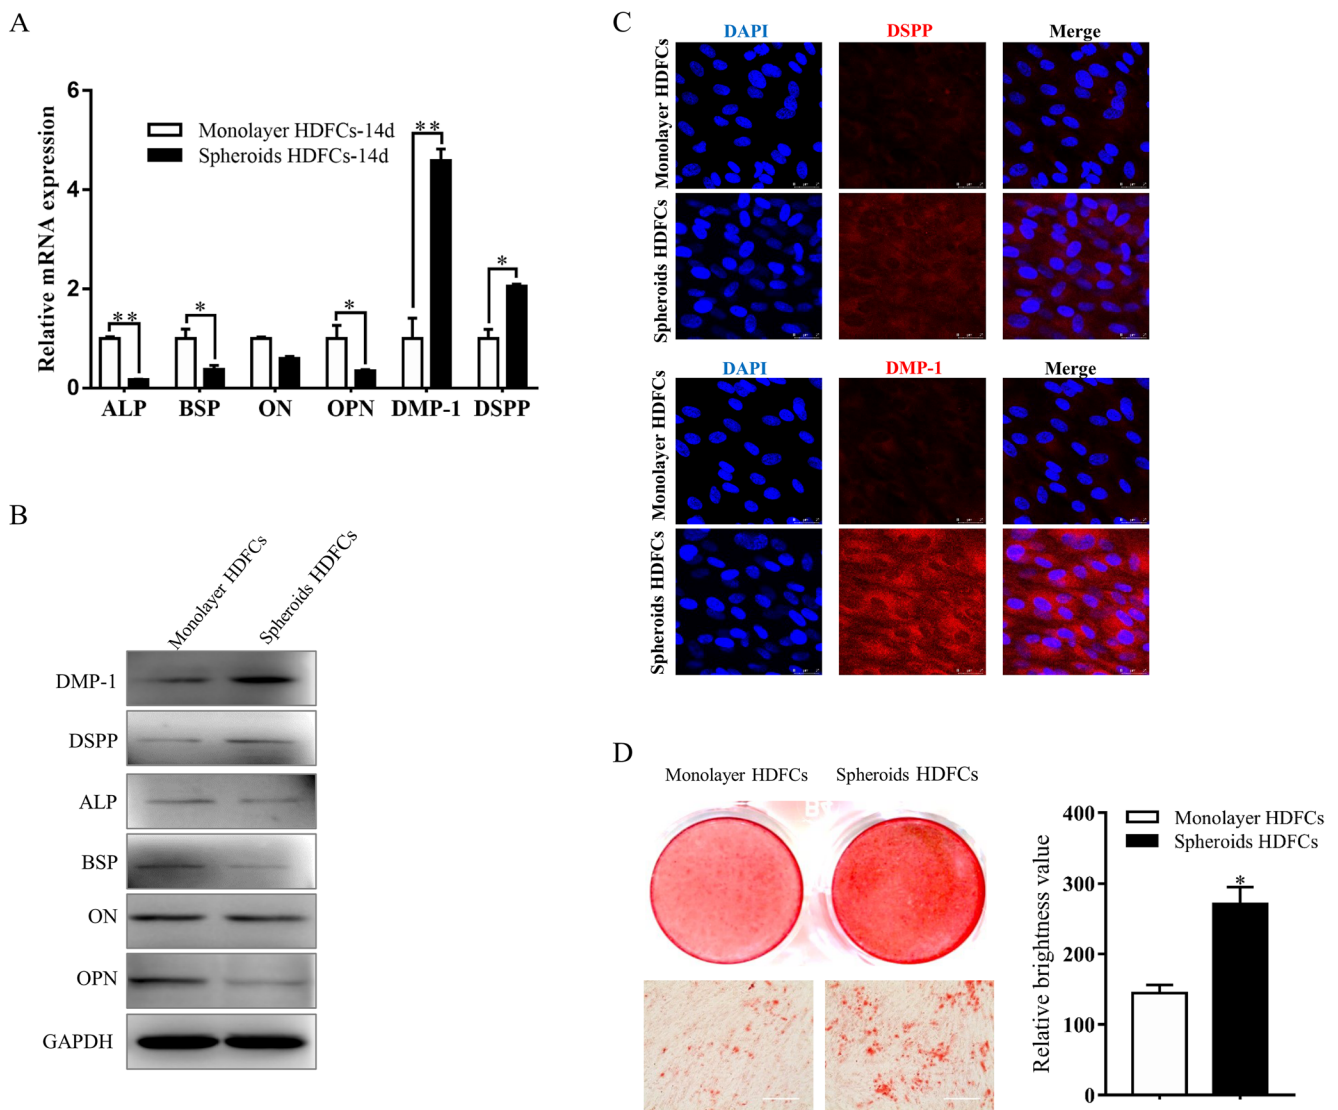 A
Relative mRNA expression
6
4
2
0
Monolayer HDFCs-14d
Spheroids HDFCs-14d
**
*
*
**
*
ALP BSP ON OPN DMP-1 DSPP
B
Monolayer HDFCs
Spheroids HDFCs
DMP-1
DSPP
ALP
BSP
ON
OPN
GAPDH
C
DAPI DSPP Merge
Monolayer HDFCs
Spheroids HDFCs
DAPI DMP-1 Merge
Monolayer HDFCs
Spheroids HDFCs
D
Monolayer HDFCs Spheroids HDFCs
Relative brightness value
400
300
200
100
0
Monolayer HDFCs
Spheroids HDFCs
*